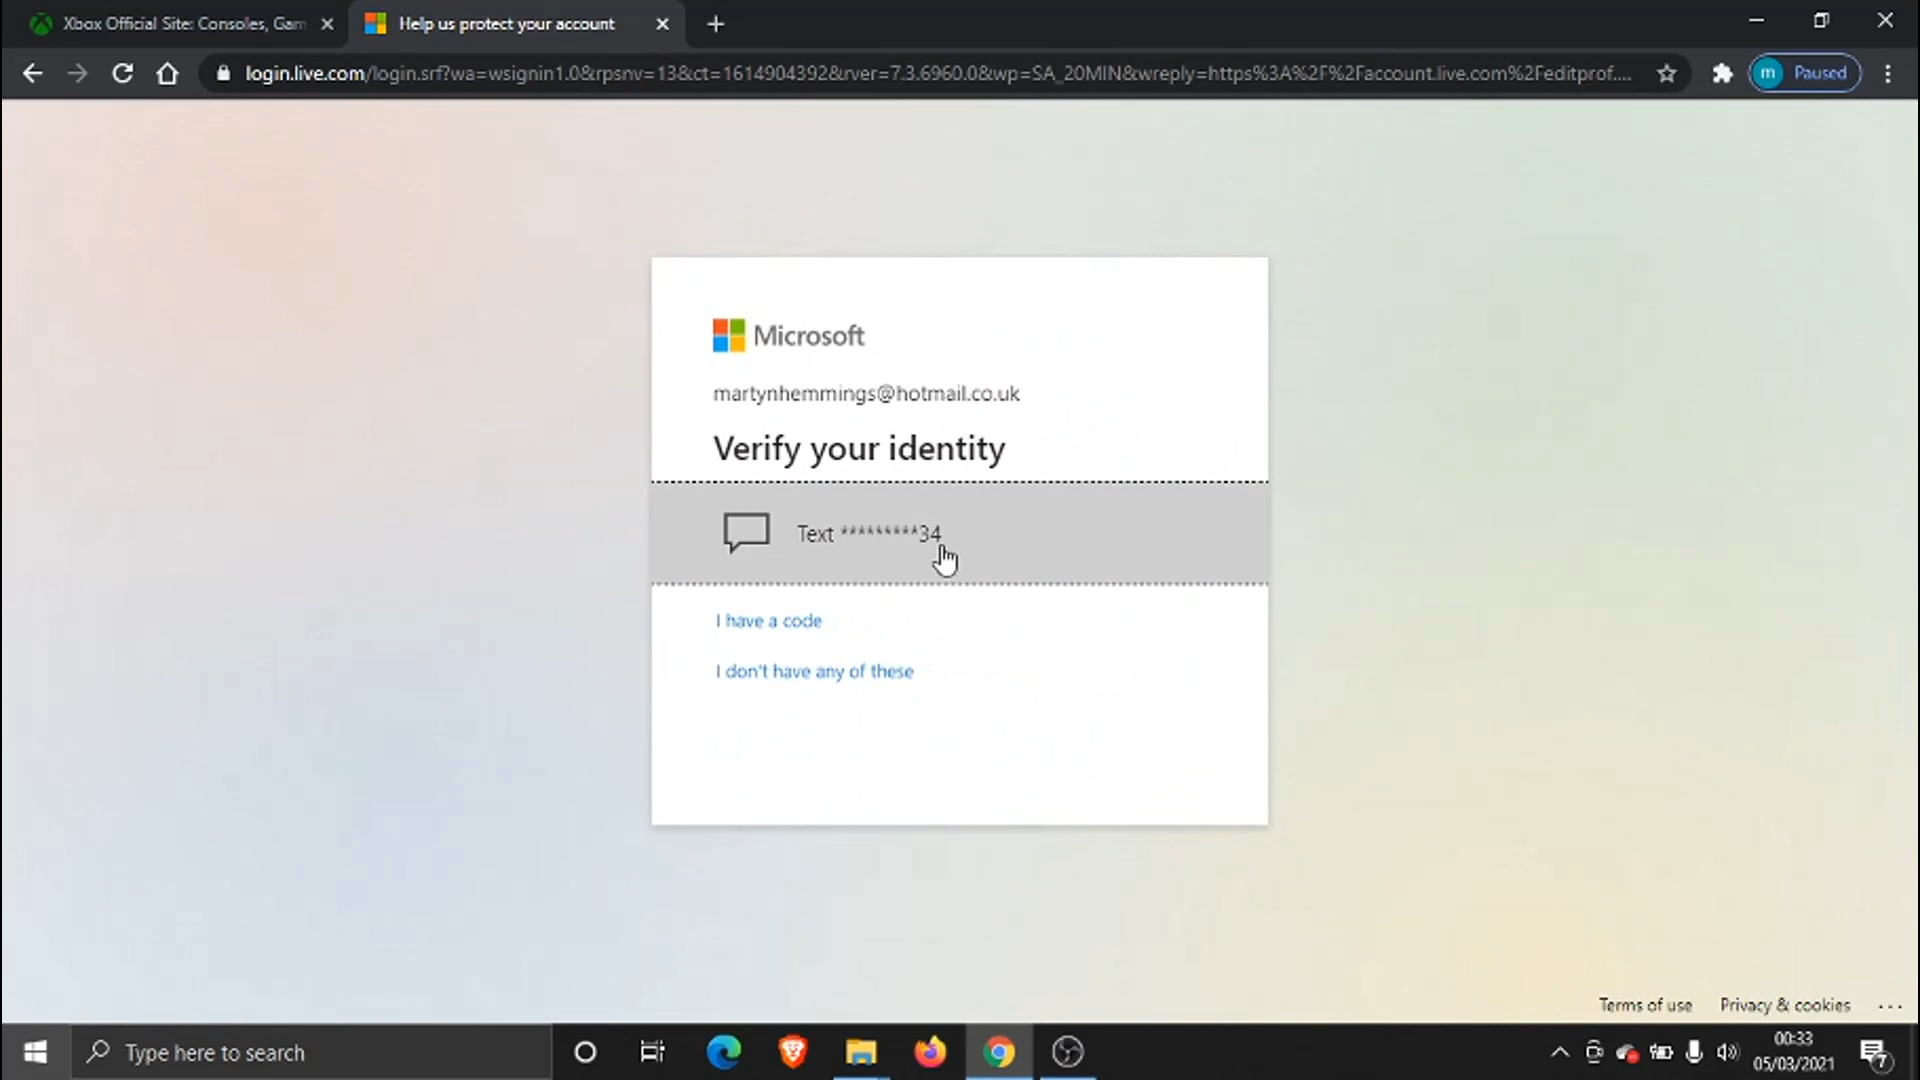 Xbox Official Site: Consoles, Gam
Help us protect your account
login.live.com/login.srf?wa=wsignin1.0&rpsnv=13&ct=1614904392&rver=7.3.6960.0&wp=SA_20MIN&wreply=https%3A%2F%2Faccount.live.com%2Feditprof....
m Paused
Microsoft
martynhemmings@hotmail.co.uk
Verify your identity
Text *********34
I have a code
I don't have any of these
Terms of use
Privacy & cookies
...
Type here to search
00:33
05/03/2021
7